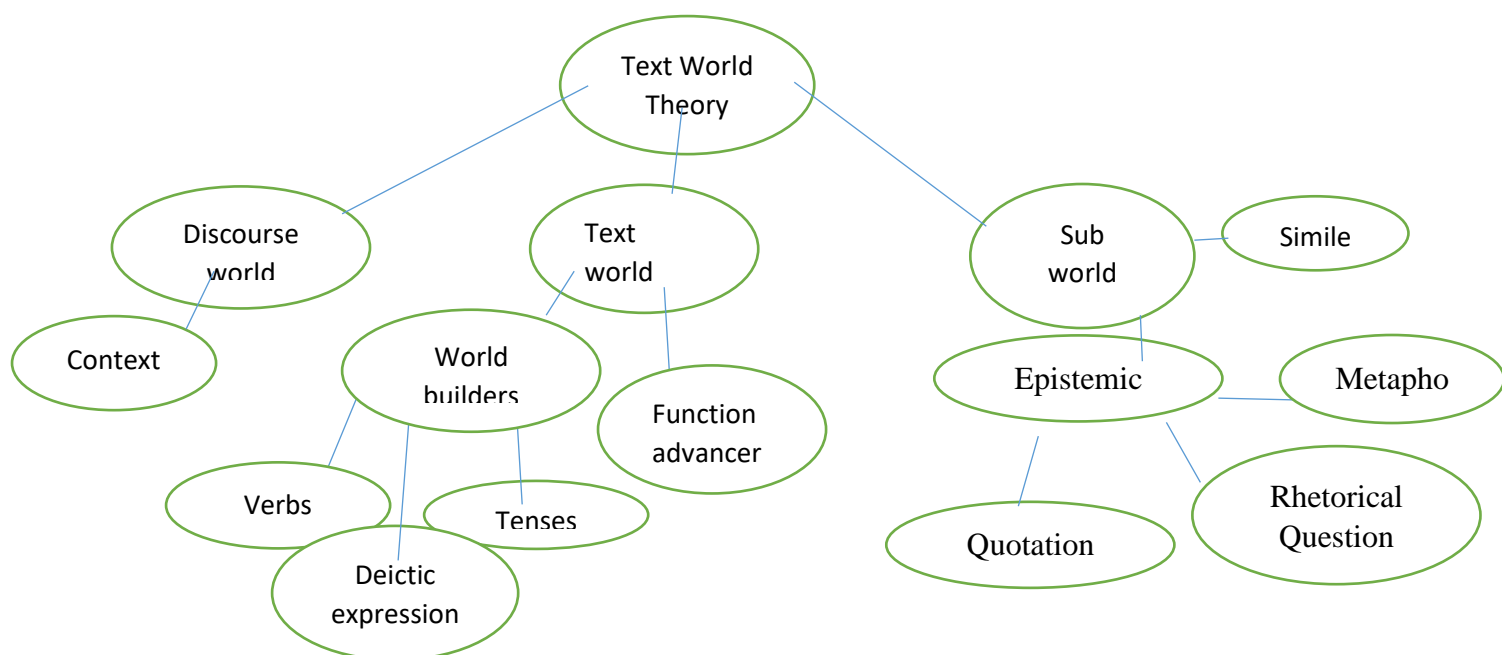 Text World
Theory
Discourse
world
Text
world
Sub
world
Simile
Context
World
builders
Epistemic
Metapho
Function
advancer
Verbs
Tenses
Deictic
expression
Quotation
Rhetorical
Question